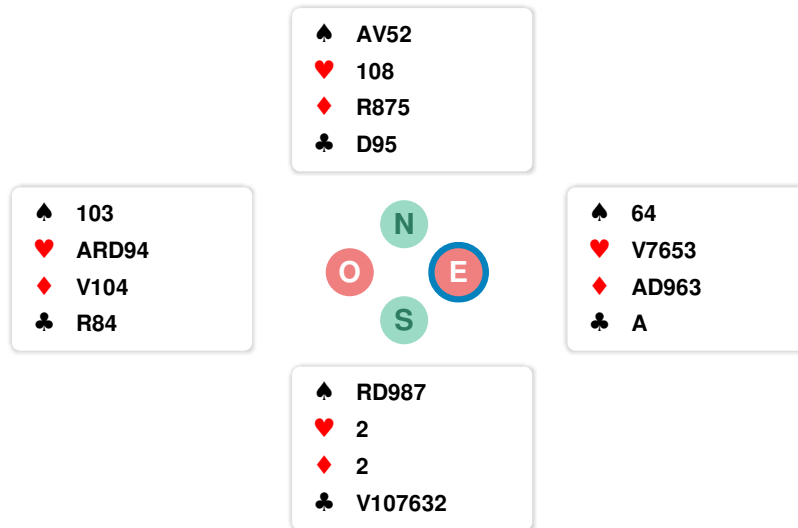 ♠ AV52
♥ 108
♦ R875
♣ D95
♠ 103
♥ ARD94
♦ V104
♣ R84
N
O
E
S
♠ 64
♥ V7653
♦ AD963
♣ A
♠ RD987
♥ 2
♦ 2
♣ V107632